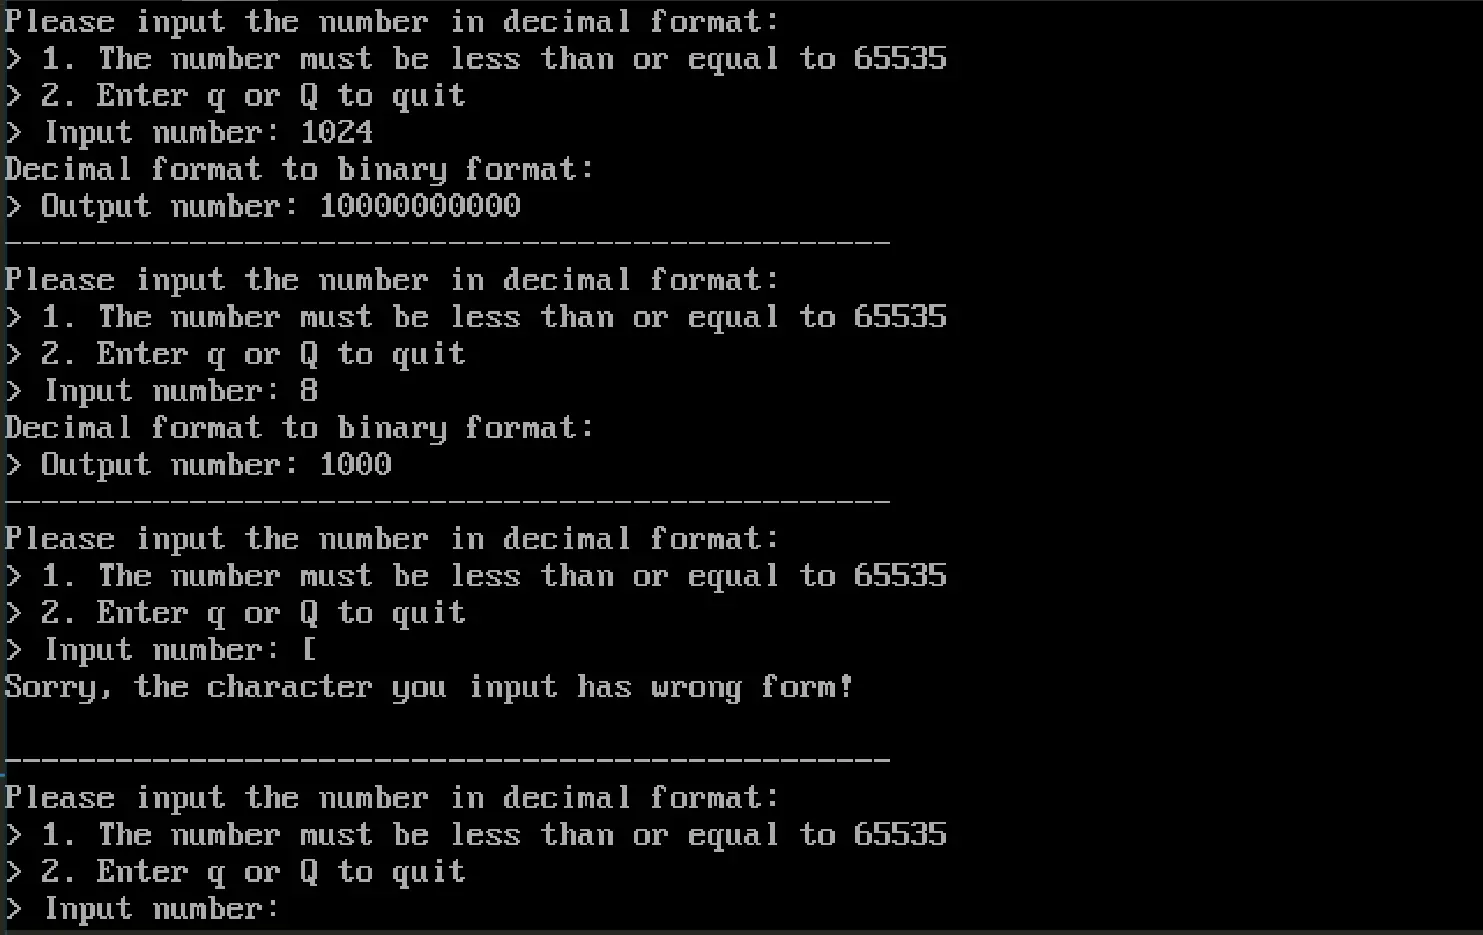 Please input the number in decimal format:
> 1. The number must be less than or equal to 65535
> 2. Enter q or Q to quit
> Input number: 1024
Decimal format to binary format:
> Output number: 10000000000
------------------------------------------------
Please input the number in decimal format:
> 1. The number must be less than or equal to 65535
> 2. Enter q or Q to quit
> Input number: 8
Decimal format to binary format:
> Output number: 1000
------------------------------------------------
Please input the number in decimal format:
> 1. The number must be less than or equal to 65535
> 2. Enter q or Q to quit
> Input number: [
Sorry, the character you input has wrong form!
------------------------------------------------
Please input the number in decimal format:
> 1. The number must be less than or equal to 65535
> 2. Enter q or Q to quit
> Input number: